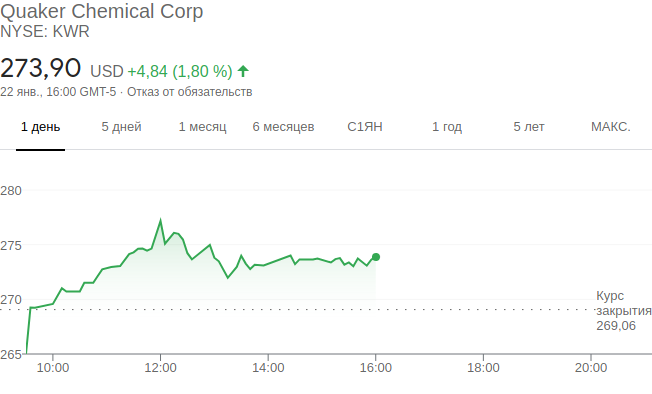 Quaker Chemical Corp
NYSE: KWR
273,90 USD +4,84 (1,80 %)
22 янв., 16:00 GMT-5 · Отказ от обязательств
1 день 5 дней 1 месяц 6 месяцев С1ЯН 1 год 5 лет МАКС.
280
275
270
Курс
закрытия
269,06
265
10:00 12:00 14:00 16:00 18:00 20:00